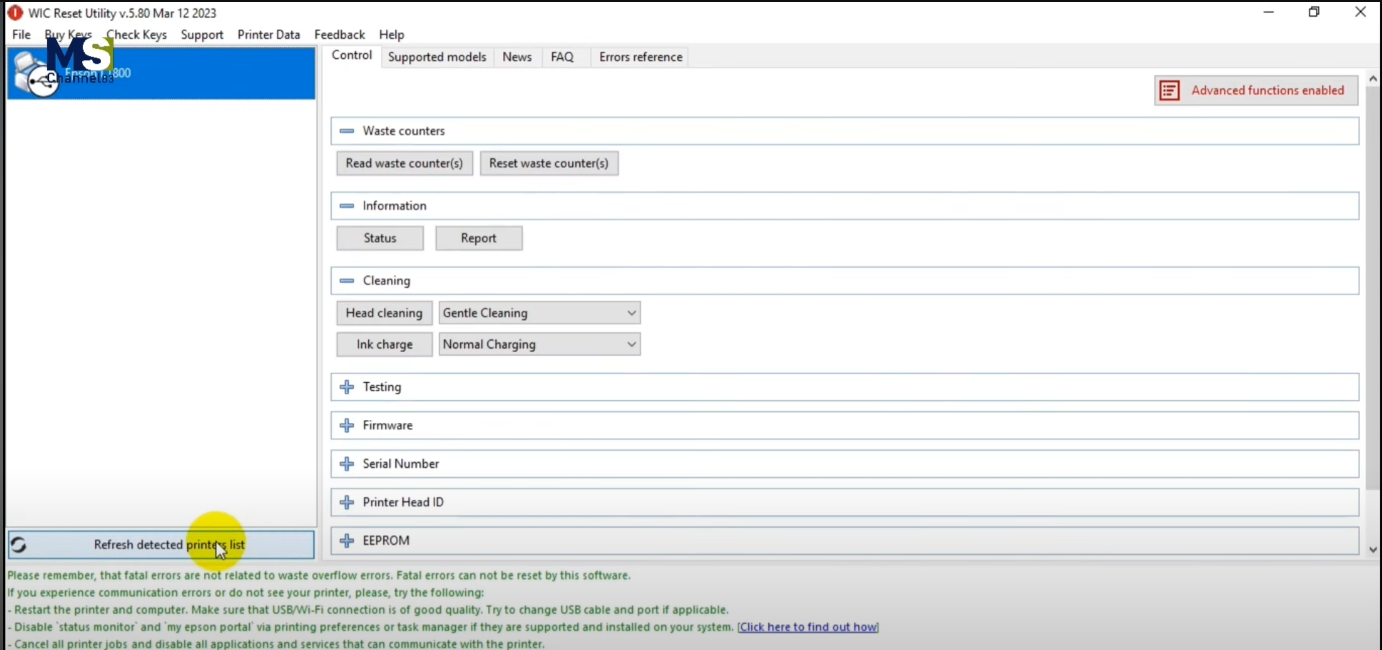 WIC Reset Utility v.5.80 Mar 12 2023
File Buy Keys Check Keys Support Printer Data Feedback Help
MS
Channel83
Control Supported models News FAQ Errors reference
Advanced functions enabled
Waste counters
Read waste counter(s) Reset waste counter(s)
Information
Status Report
Cleaning
Head cleaning Gentle Cleaning
Ink charge Normal Charging
Testing
Firmware
Serial Number
Printer Head ID
EEPROM
Refresh detected printers list
Please remember, that fatal errors are not related to waste overflow errors. Fatal errors can not be reset by this software.
If you experience communication errors or do not see your printer, please, try the following:
- Restart the printer and computer. Make sure that USB/Wi-Fi connection is of good quality. Try to change USB cable and port if applicable.
- Disable `status monitor` and `my epson portal` via printing preferences or task manager if they are supported and installed on your system. [Click here to find out how]
- Cancel all printer jobs and disable all applications and services that can communicate with the printer.